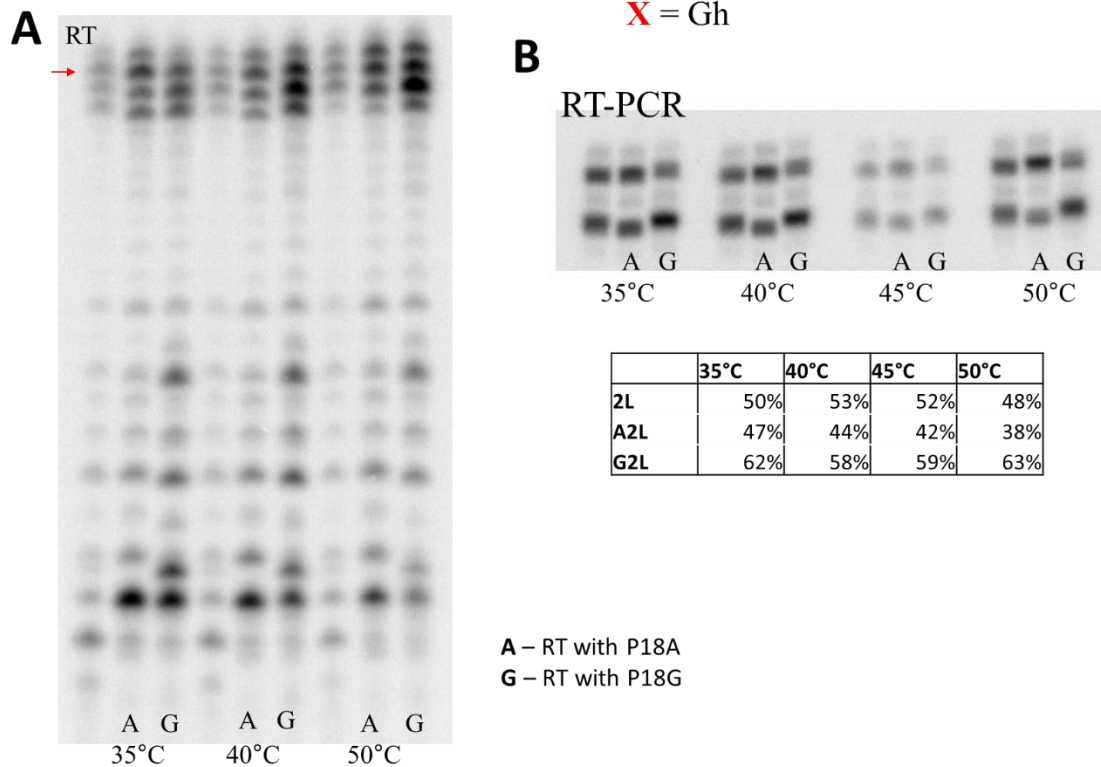 A
RT
A G
A G
A G
35°C
40°C
50°C
X = Gh
B
RT-PCR
A G
A G
A G
A G
35°C
40°C
45°C
50°C
35°C 40°C 45°C 50°C
2L 50% 53% 52% 48%
A2L 47% 44% 42% 38%
G2L 62% 58% 59% 63%
A – RT with P18A
G – RT with P18G